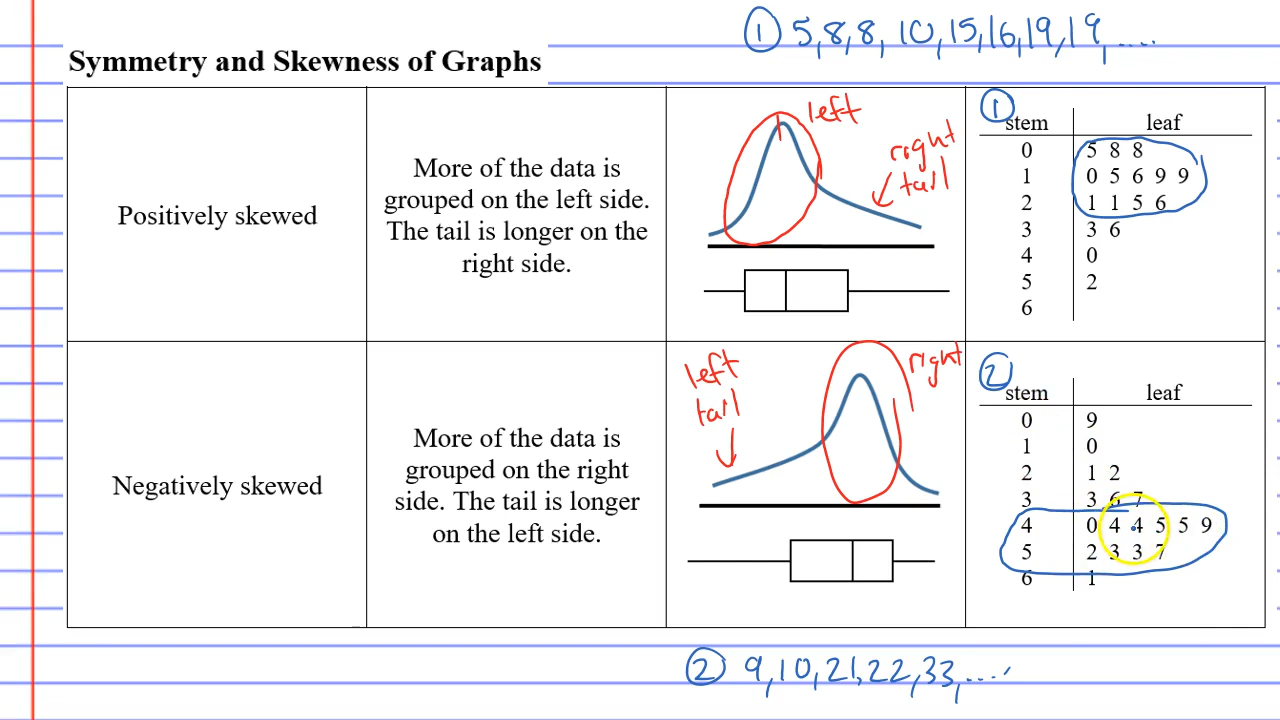 ① 5,8,8, 10,15,16,19,19, ....
Symmetry and Skewness of Graphs
Positively skewed
More of the data is
grouped on the left side.
The tail is longer on the
right side.
left
right
tail
①
stem leaf
0 5 8 8
1 0 5 6 9 9
2 1 1 5 6
3 3 6
4 0
5 2
6
Negatively skewed
More of the data is
grouped on the right
side. The tail is longer
on the left side.
left
tail
right
②
stem leaf
0 9
1 0
2 1 2
3 3 6 7
4 0 4 4 5 5 9
5 2 3 3 7
6 1
② 9,10,21,22,33,.....